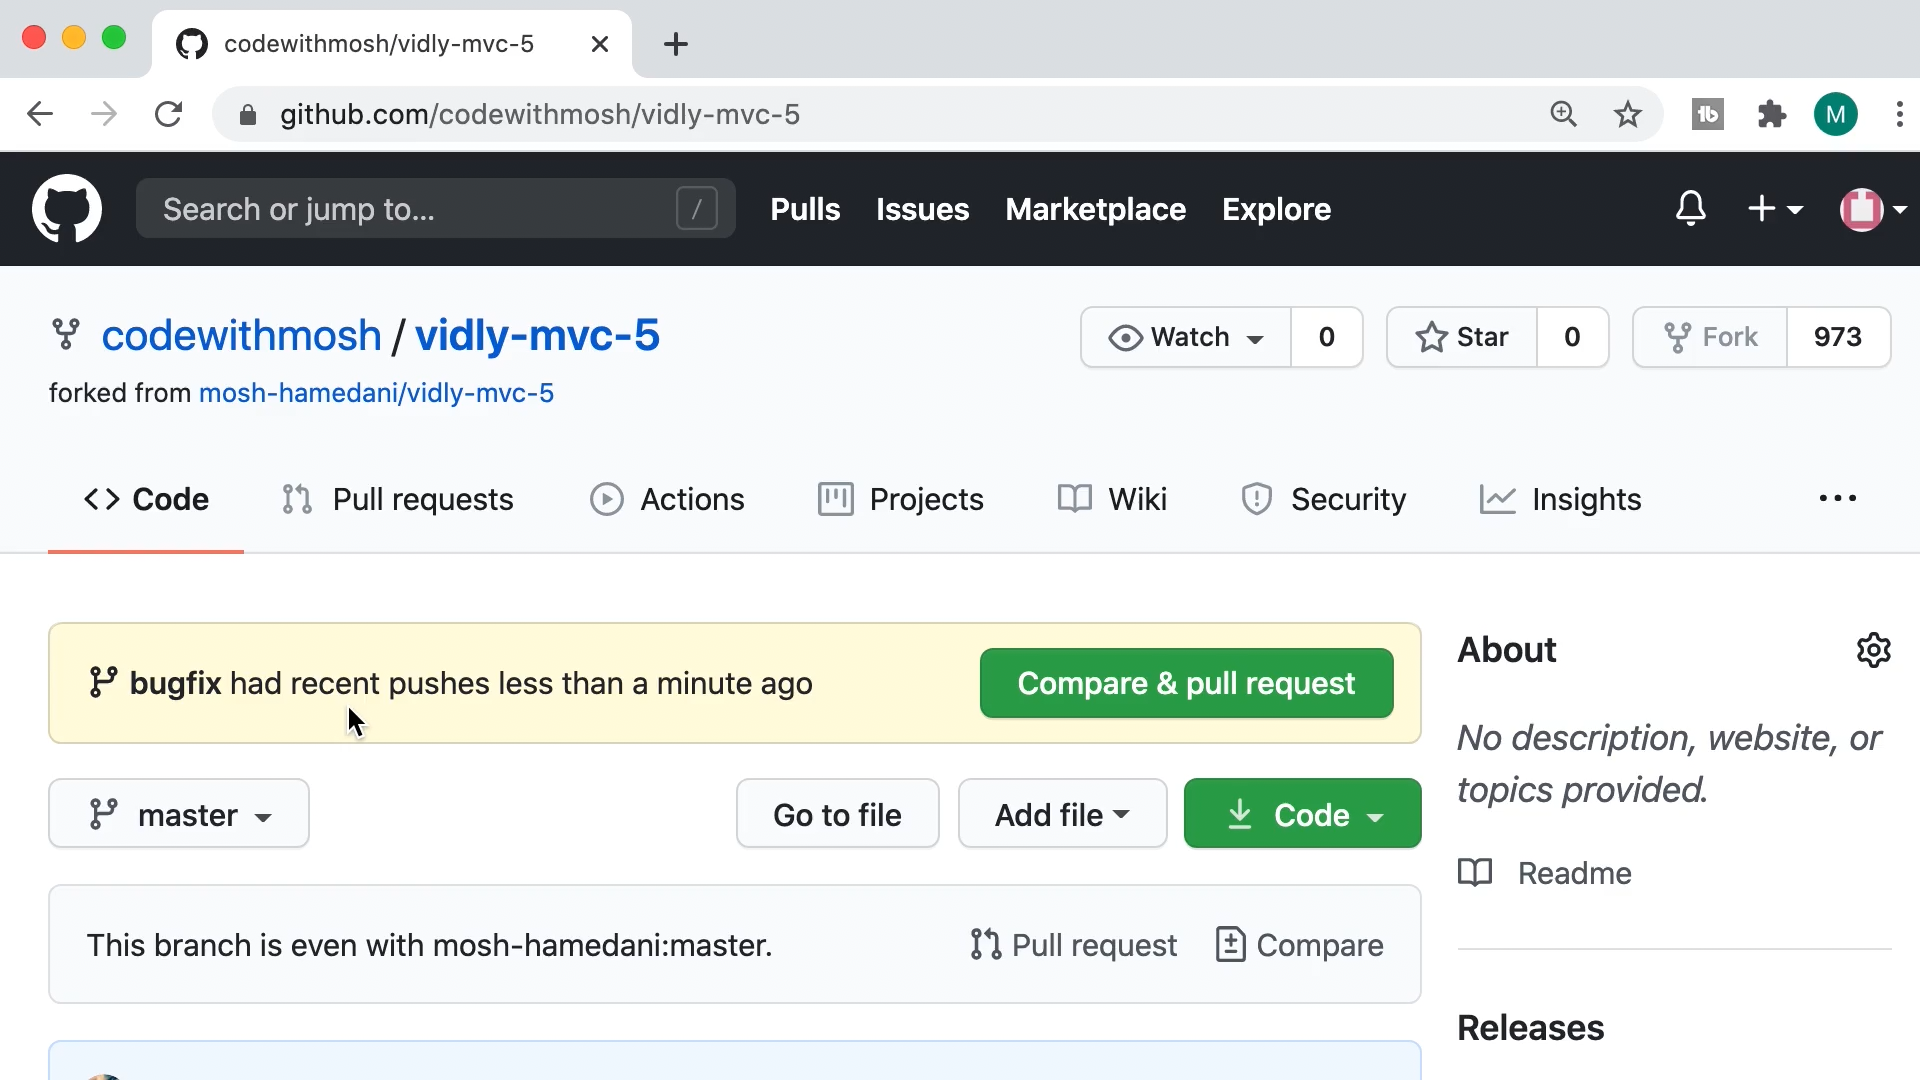 codewithmosh/vidly-mvc-5
github.com/codewithmosh/vidly-mvc-5
M
Search or jump to...
/
Pulls
Issues
Marketplace
Explore
codewithmosh / vidly-mvc-5
Watch
0
Star
0
Fork
973
forked from mosh-hamedani/vidly-mvc-5
Code
Pull requests
Actions
Projects
Wiki
Security
Insights
bugfix had recent pushes less than a minute ago
Compare & pull request
About
No description, website, or
topics provided.
master
Go to file
Add file
Code
Readme
This branch is even with mosh-hamedani:master.
Pull request
Compare
Releases